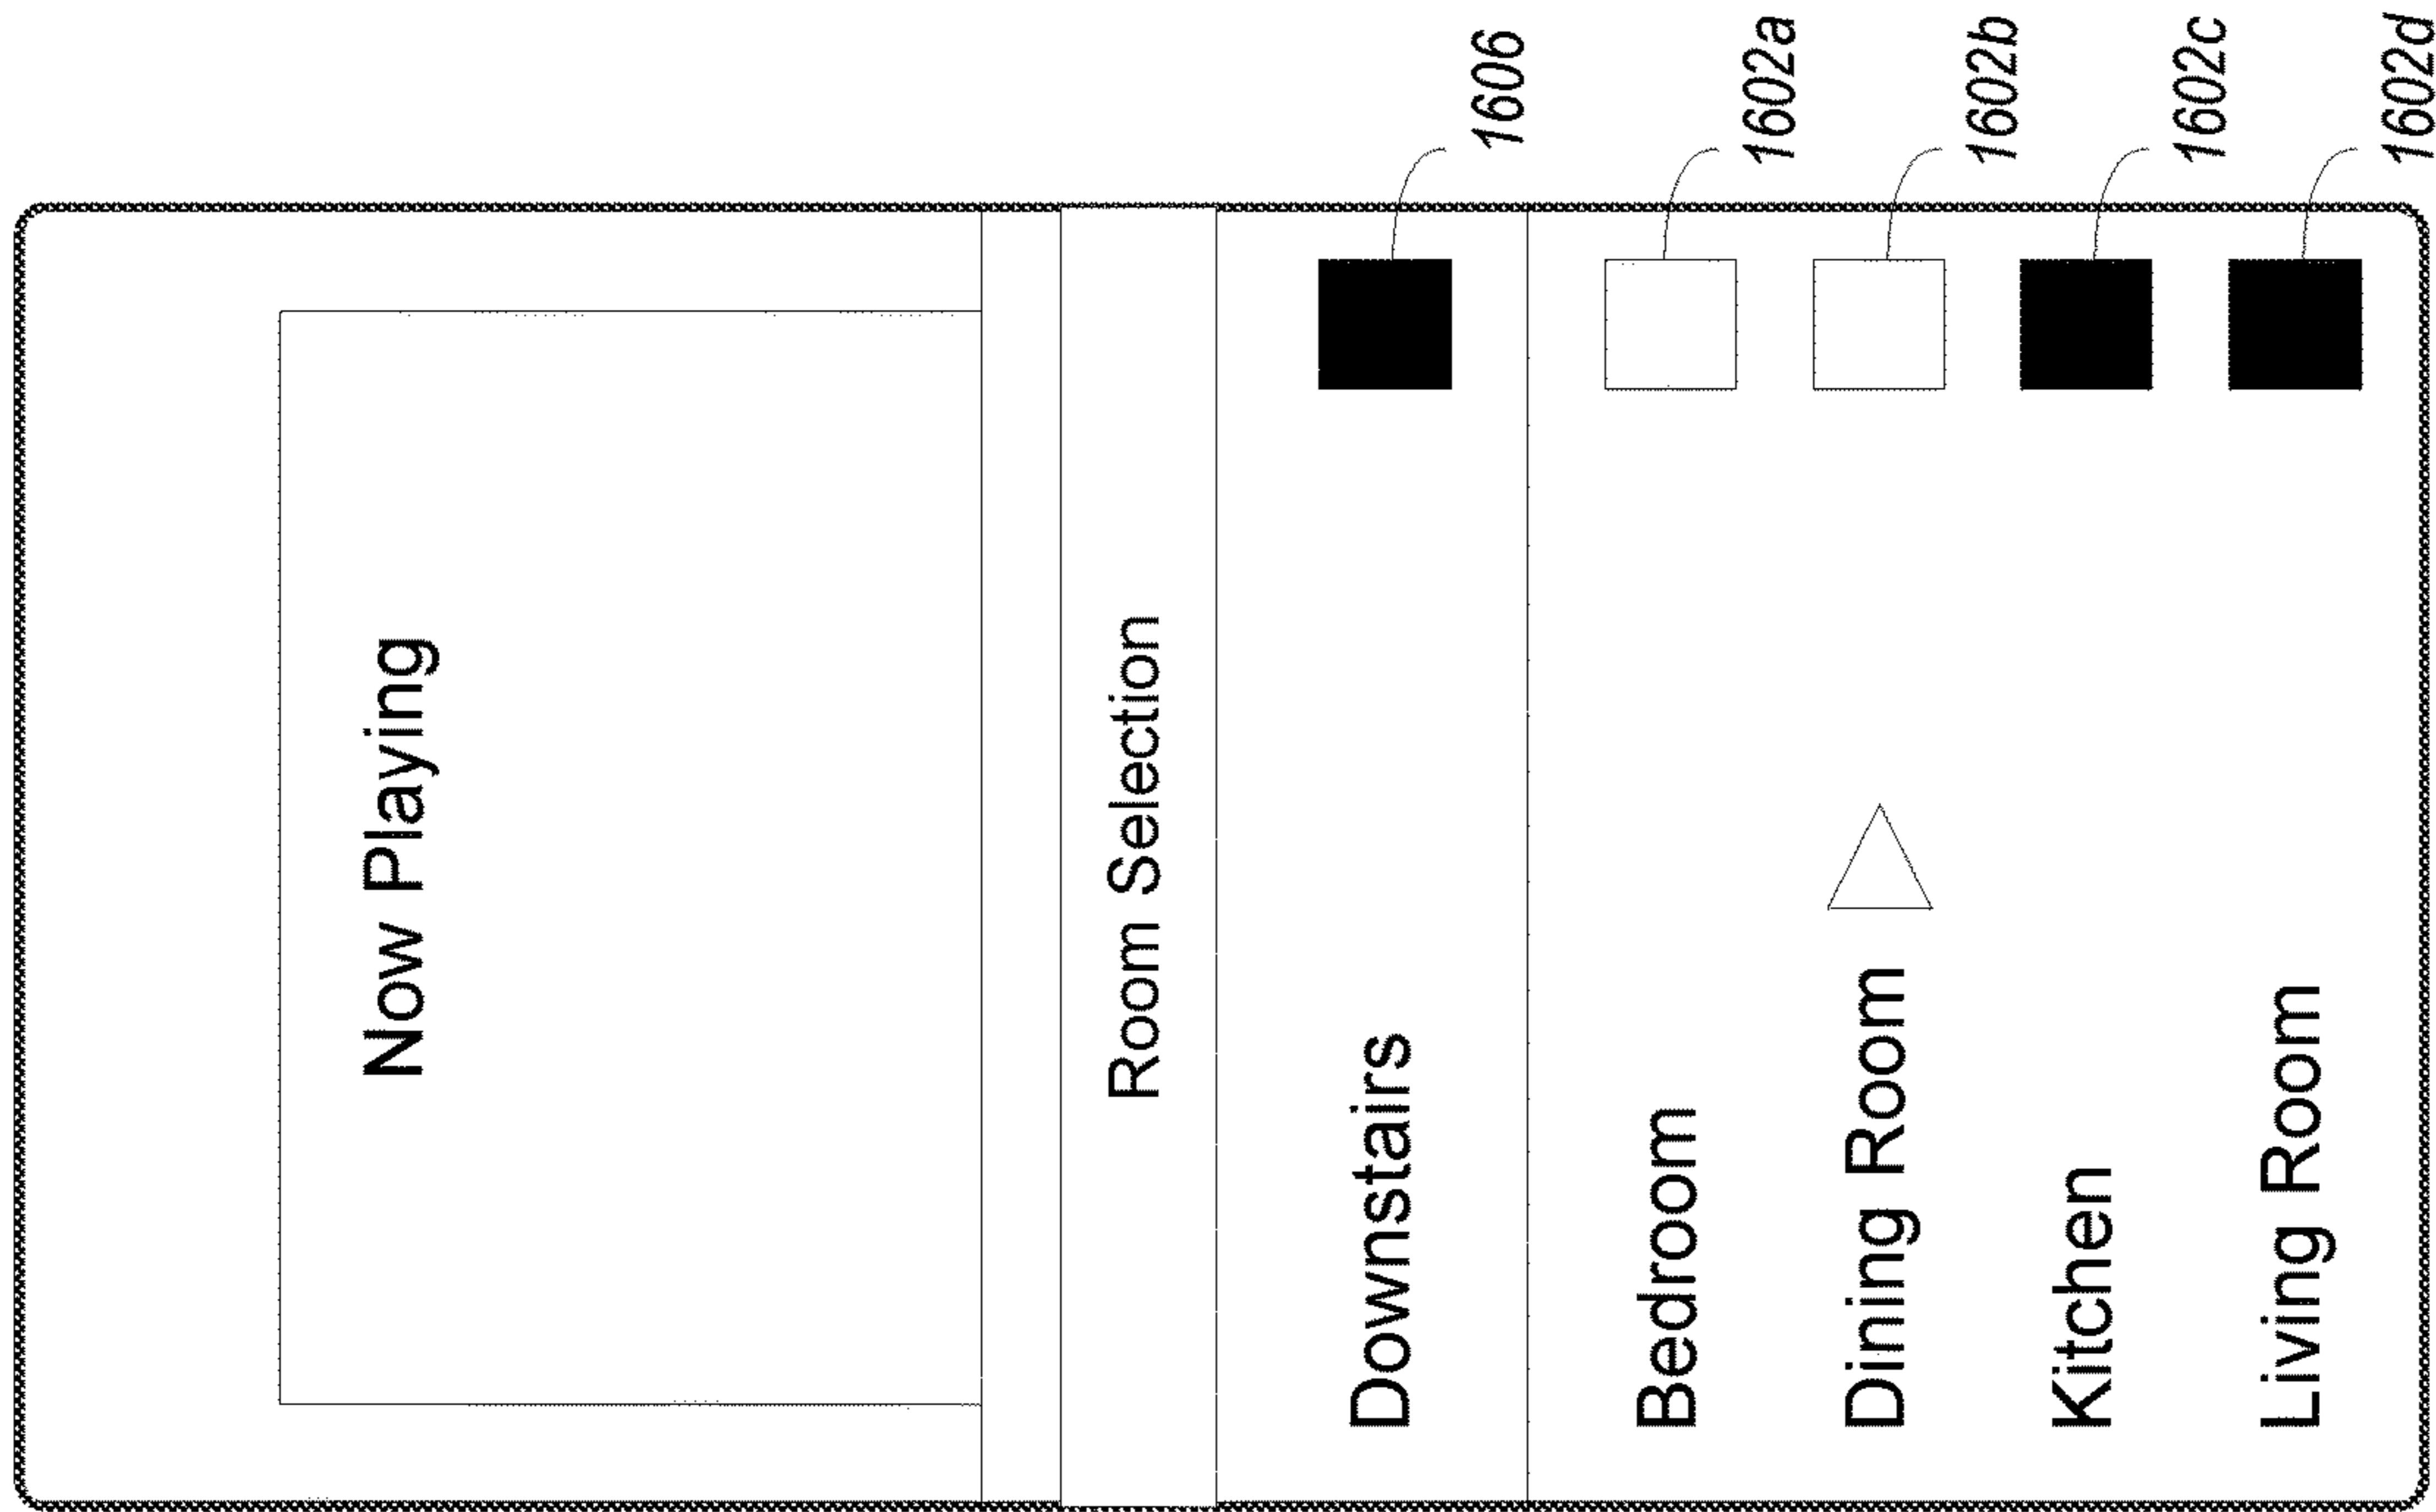 Now Playing
Room Selection
Downstairs 1606
Bedroom 1602a
Dining Room 1602b
Kitchen 1602c
Living Room 1602d